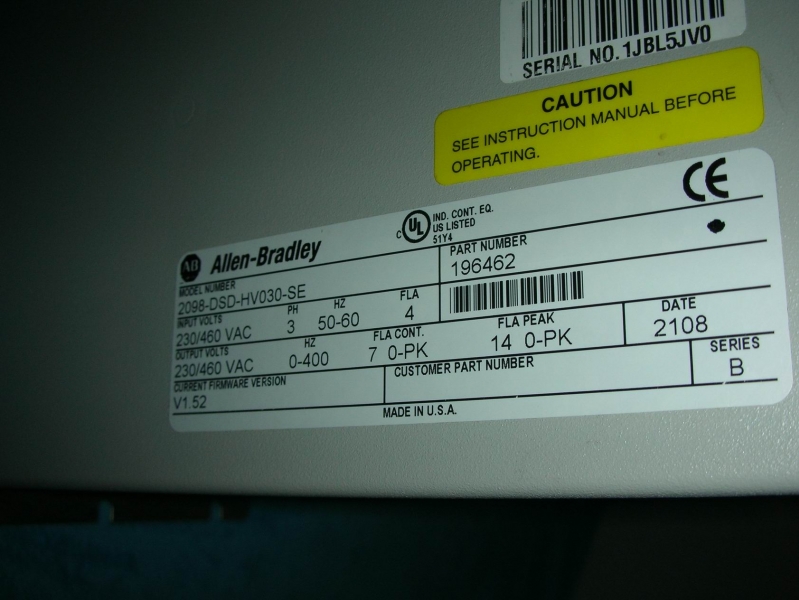 SERIAL NO. 1JBL5JV0
CAUTION
SEE INSTRUCTION MANUAL BEFORE
OPERATING.
CE
AB Allen-Bradley
C UL IND. CONT. EQ.
US LISTED
51Y4
MODEL NUMBER
2098-DSD-HV030-SE
PART NUMBER
196462
INPUT VOLTS PH HZ FLA
230/460 VAC 3 50-60 4
OUTPUT VOLTS HZ FLA CONT. FLA PEAK
230/460 VAC 0-400 7 0-PK 14 0-PK
DATE
2108
CURRENT FIRMWARE VERSION
V1.52
CUSTOMER PART NUMBER
SERIES
B
MADE IN U.S.A.